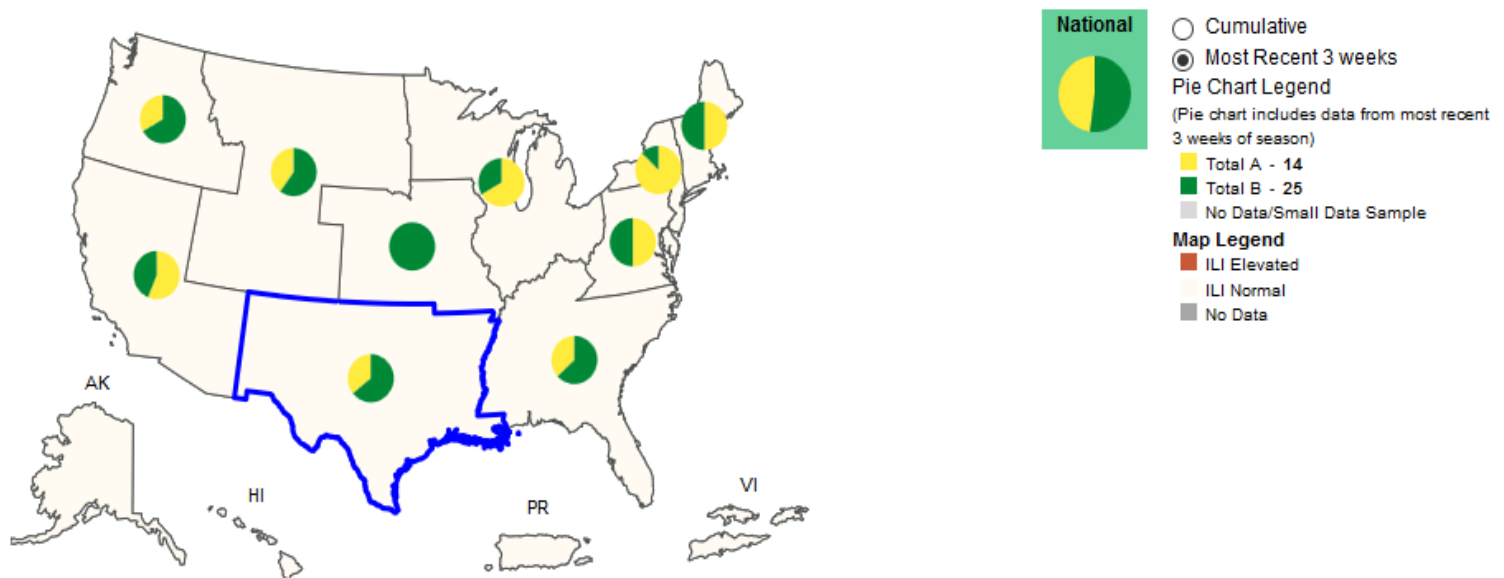 National
Cumulative
Most Recent 3 weeks
Pie Chart Legend
(Pie chart includes data from most recent
3 weeks of season)
Total A - 14
Total B - 25
No Data/Small Data Sample
Map Legend
ILI Elevated
ILI Normal
No Data
AK
HI
PR
VI